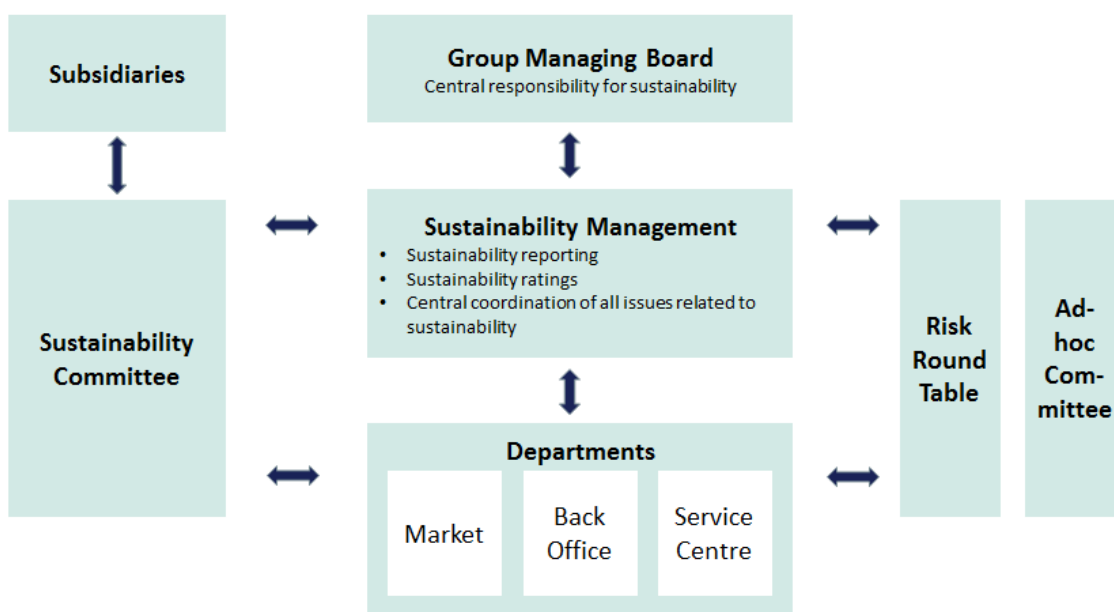 Subsidiaries
Group Managing Board
Central responsibility for sustainability
Sustainability Management
• Sustainability reporting
• Sustainability ratings
• Central coordination of all issues related to
sustainability
Sustainability
Committee
Risk
Round
Table
Ad-
hoc
Com-
mittee
Departments
Market
Back
Office
Service
Centre